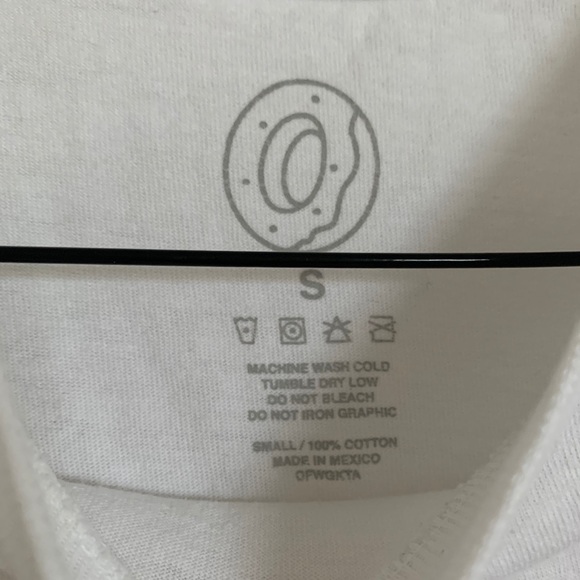 S
MACHINE WASH COLD
TUMBLE DRY LOW
DO NOT BLEACH
DO NOT IRON GRAPHIC
SMALL / 100% COTTON
MADE IN MEXICO
OFWGKTA